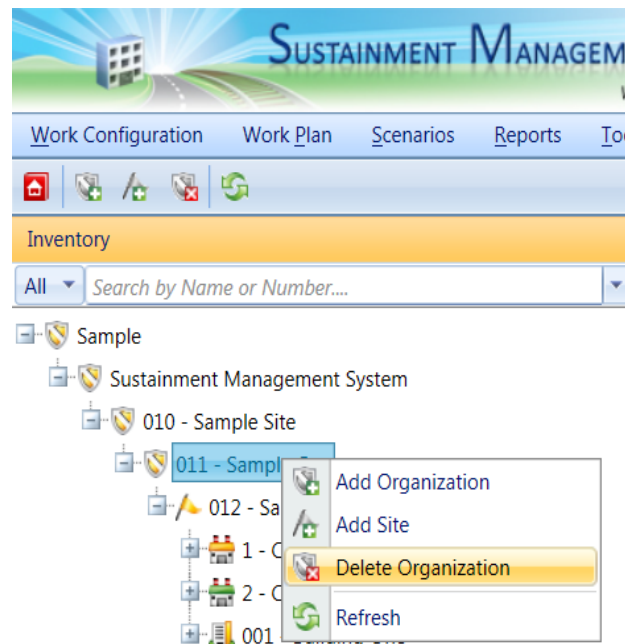 SUSTAINMENT MANAGEM
Work Configuration Work Plan Scenarios Reports Too
Inventory
All Search by Name or Number....
Sample
Sustainment Management System
010 - Sample Site
011 - Sampl
Add Organization
012 - Sa
Add Site
1 - C
Delete Organization
2 - C
Refresh
001 -